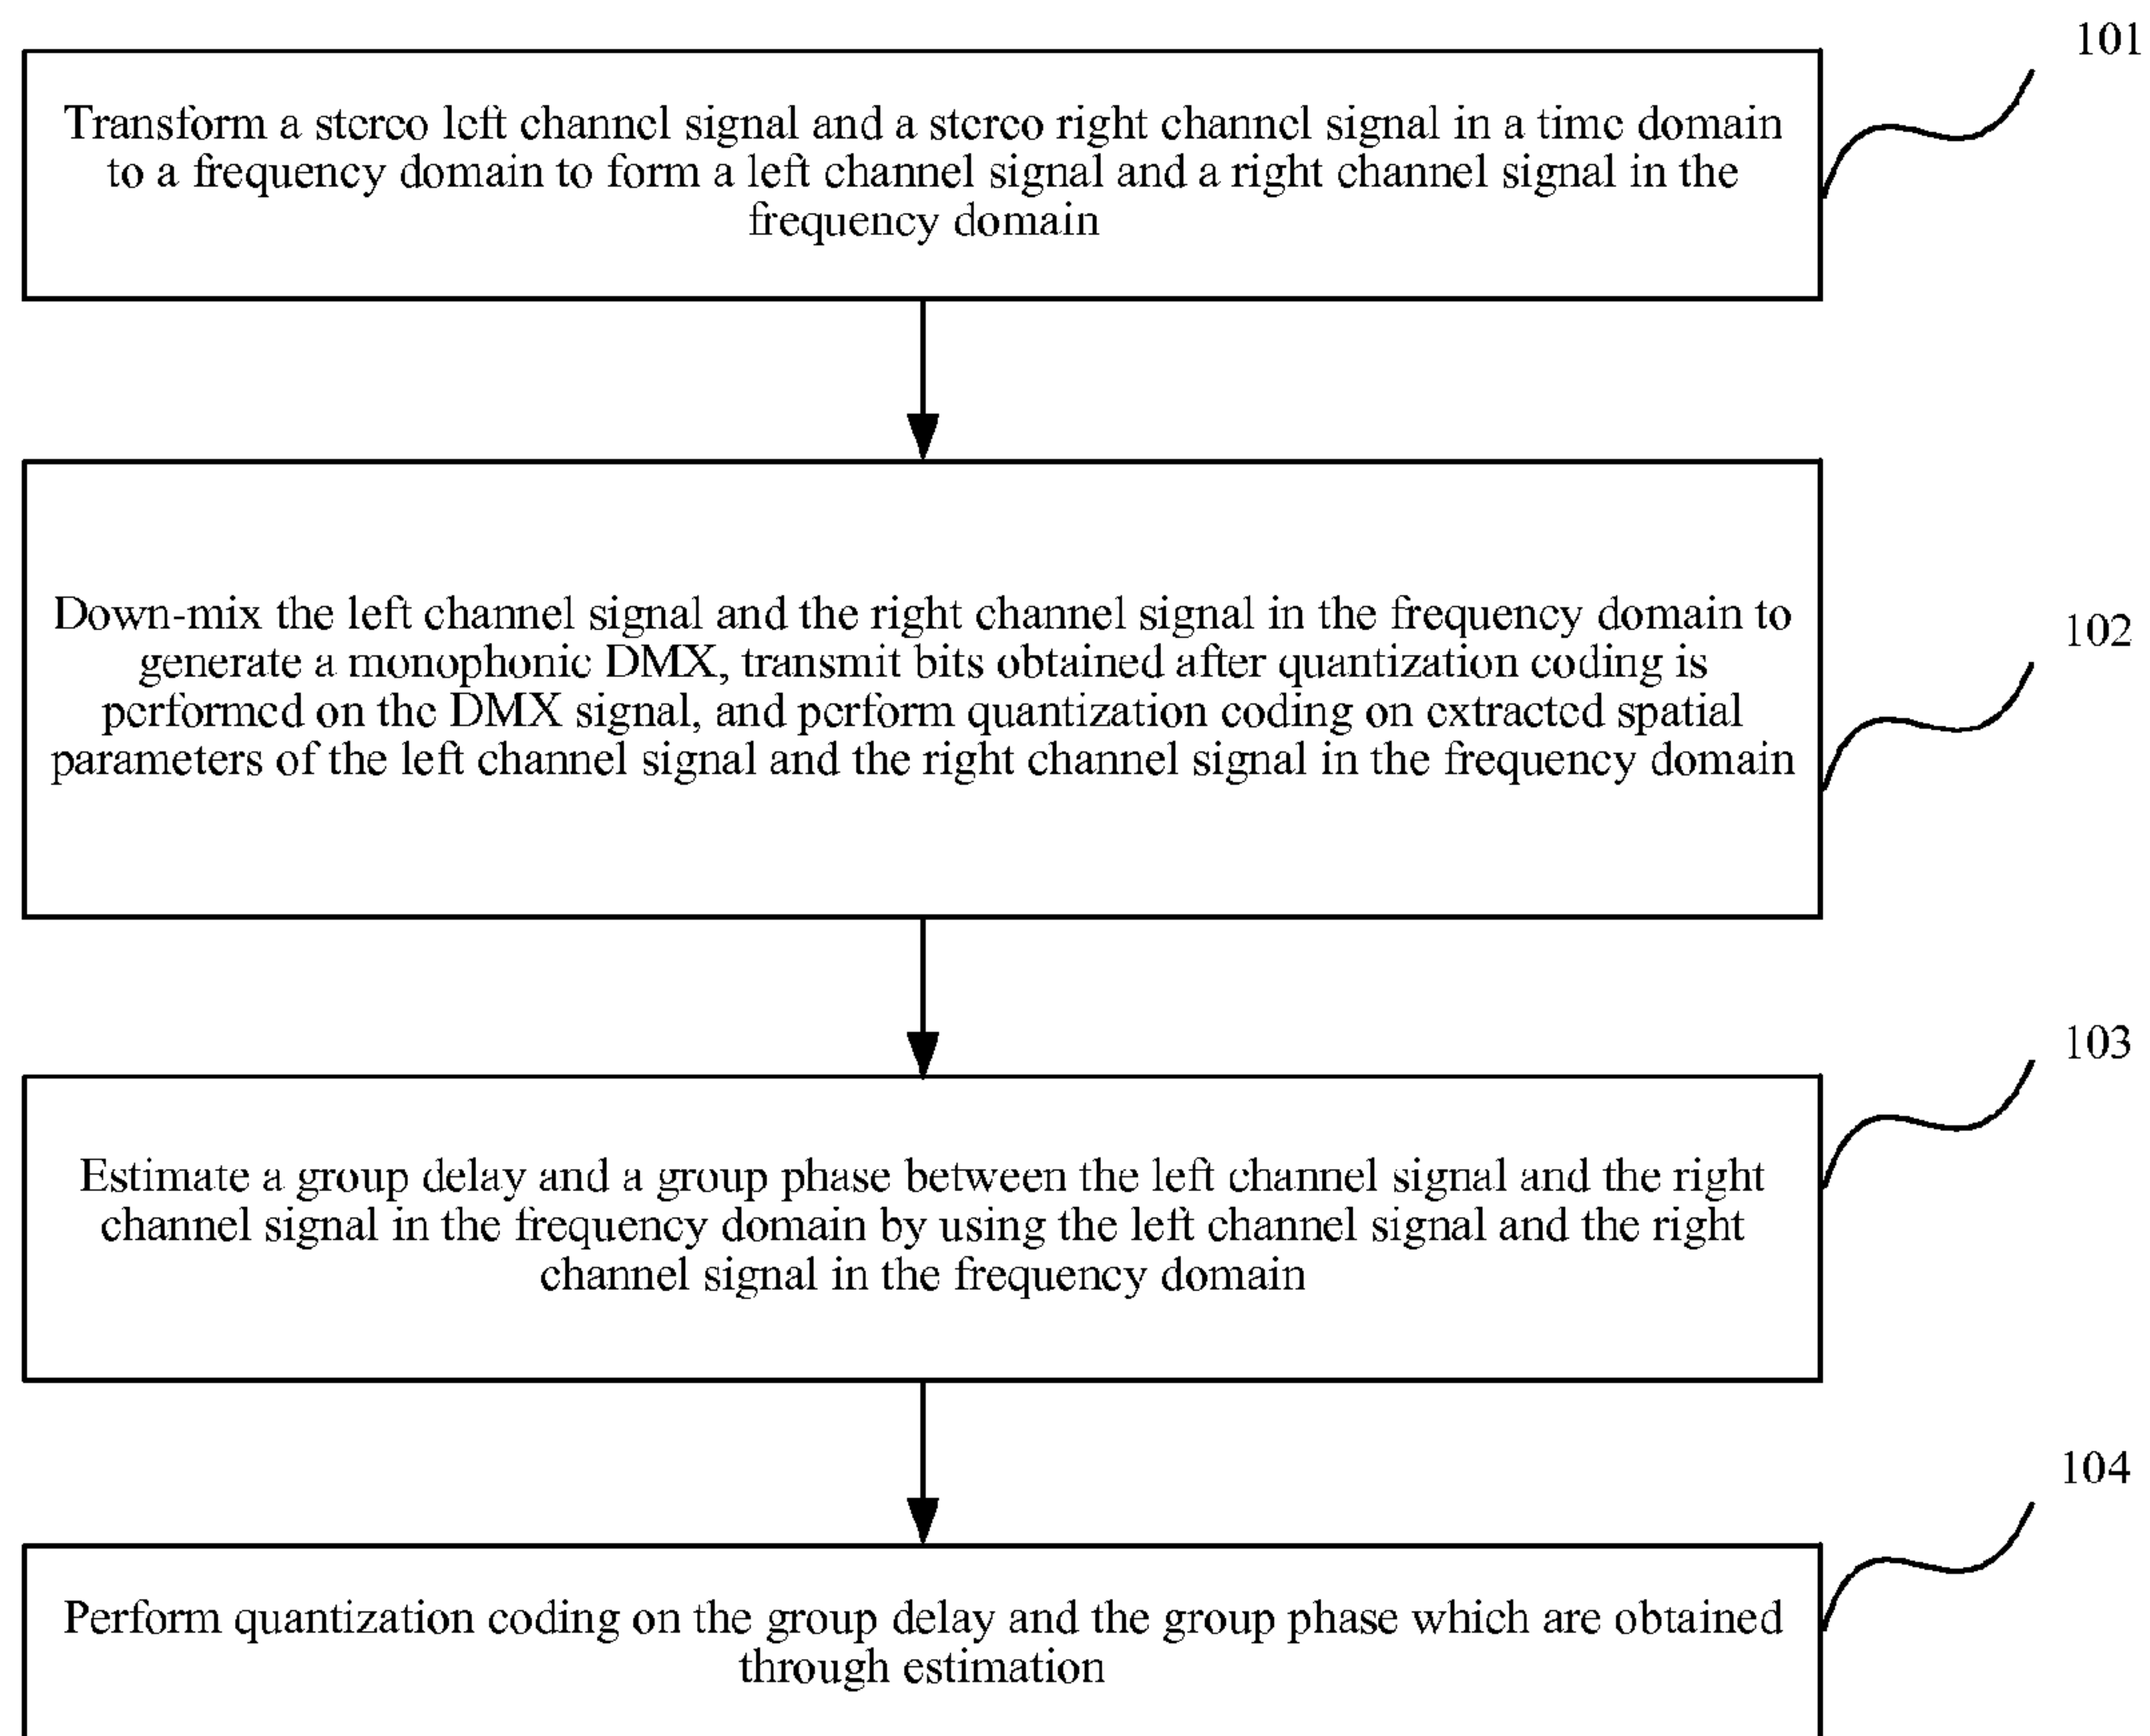 101
Transform a stereo left channel signal and a stereo right channel signal in a time domain
to a frequency domain to form a left channel signal and a right channel signal in the
frequency domain
Down-mix the left channel signal and the right channel signal in the frequency domain to
generate a monophonic DMX, transmit bits obtained after quantization coding is
performed on the DMX signal, and perform quantization coding on extracted spatial
parameters of the left channel signal and the right channel signal in the frequency domain
102
103
Estimate a group delay and a group phase between the left channel signal and the right
channel signal in the frequency domain by using the left channel signal and the right
channel signal in the frequency domain
104
Perform quantization coding on the group delay and the group phase which are obtained
through estimation